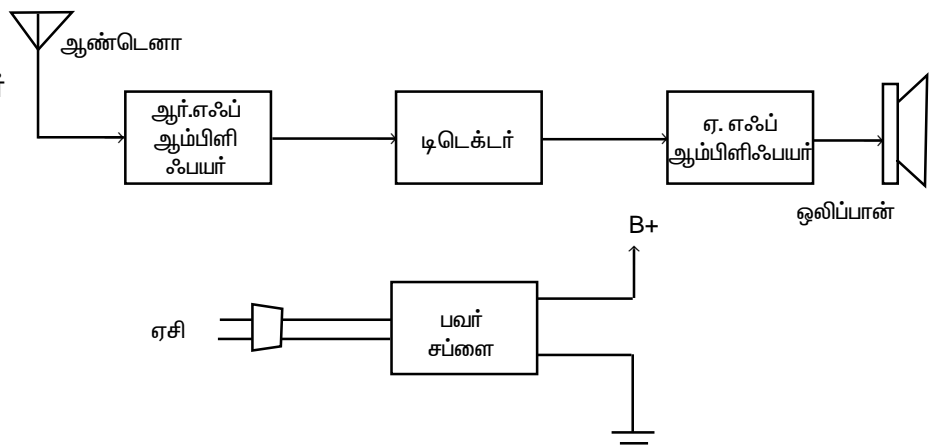 ஆண்டெனா
ர்
ஆர்.எஃப்
ஆம்பிளி
ஃபயர்
டிடெக்டர்
ஏ. எஃப்
ஆம்பிளிஃபயர்
ஒலிப்பான்
B+
ஏசி
பவர்
சப்ளை